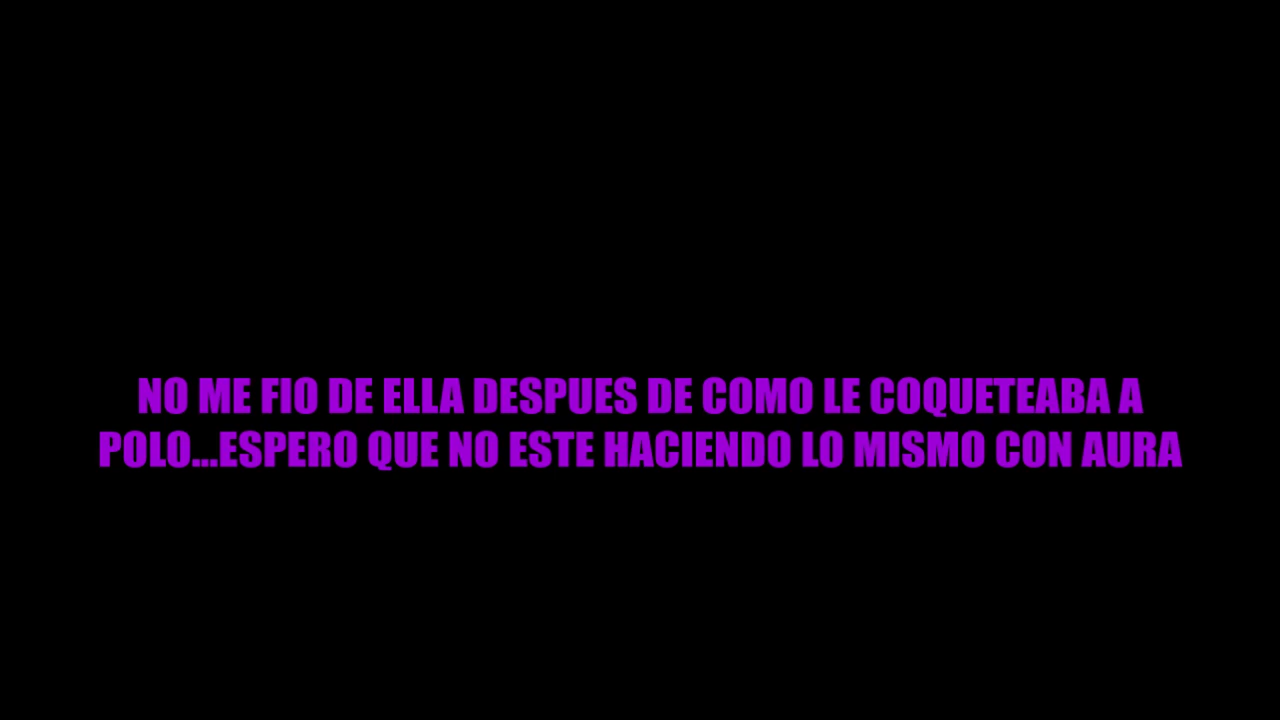 NO ME FIO DE ELLA DESPUES DE COMO LE COQUETEABA A
POLO...ESPERO QUE NO ESTE HACIENDO LO MISMO CON AURA